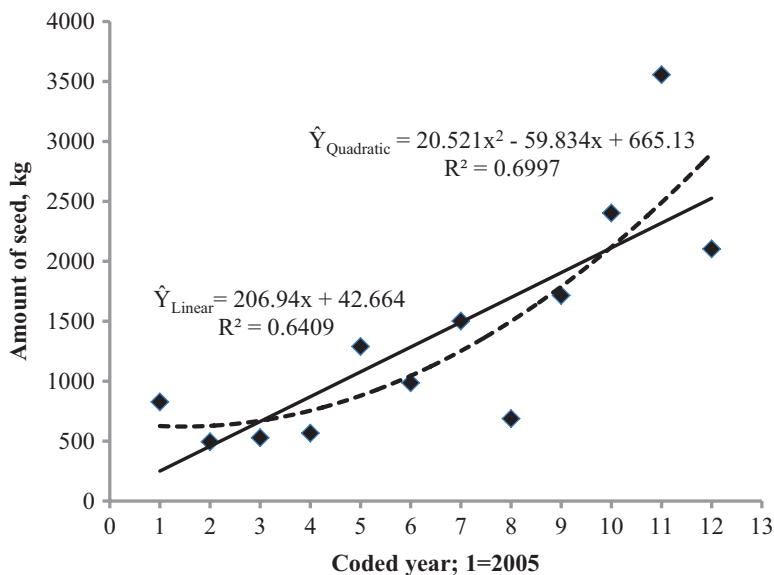 4000
3500
3000
2500
2000
1500
1000
500
0
Amount of seed, kg
ŶQuadratic = 20.521x² - 59.834x + 665.13
R² = 0.6997
ŶLinear= 206.94x + 42.664
R² = 0.6409
0 1 2 3 4 5 6 7 8 9 10 11 12 13
Coded year; 1=2005